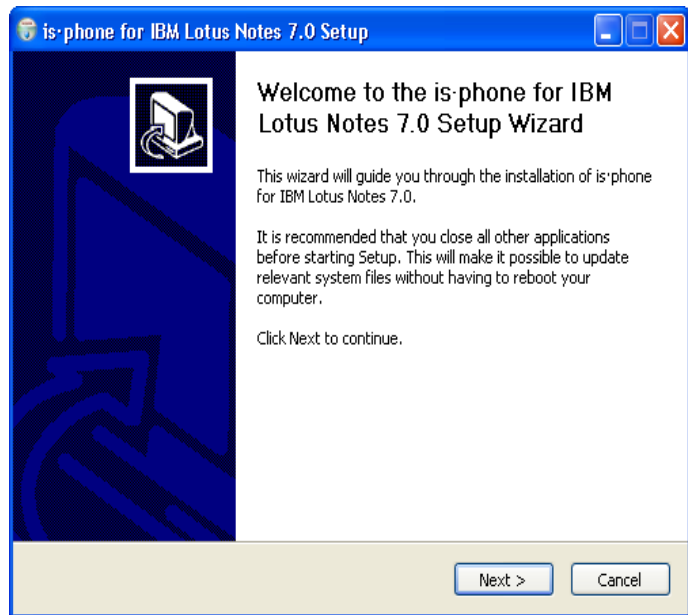 is·phone for IBM Lotus Notes 7.0 Setup
Welcome to the is·phone for IBM
Lotus Notes 7.0 Setup Wizard
This wizard will guide you through the installation of is·phone
for IBM Lotus Notes 7.0.
It is recommended that you close all other applications
before starting Setup. This will make it possible to update
relevant system files without having to reboot your
computer.
Click Next to continue.
Next >
Cancel